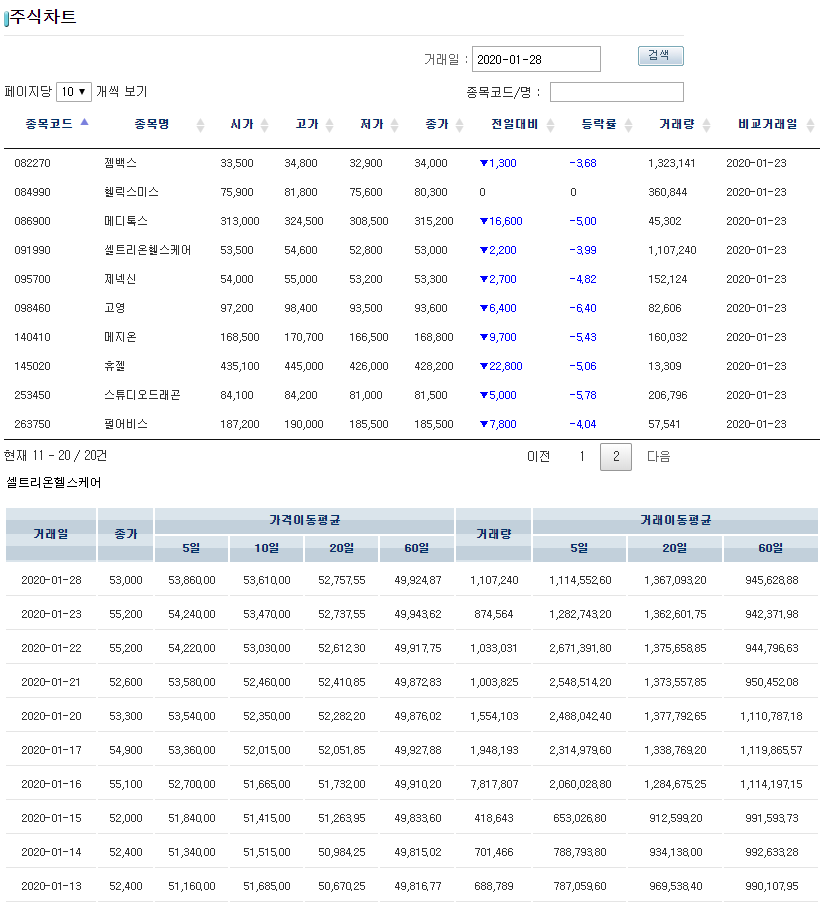 주식차트
거래일 : 2020-01-28 검색
페이지당 10 ▼ 개씩 보기 종목코드/명 :
종목코드 종목명 시가 고가 저가 종가 전일대비 등락률 거래량 비교거래일
082270 젬백스 33,500 34,800 32,900 34,000 ▼1,300 -3.68 1,323,141 2020-01-23
084990 헬릭스미스 75,900 81,800 75,600 80,300 0 0 360,844 2020-01-23
086900 메디톡스 313,000 324,500 308,500 315,200 ▼16,600 -5.00 45,302 2020-01-23
091990 셀트리온헬스케어 53,500 54,600 52,800 53,000 ▼2,200 -3.99 1,107,240 2020-01-23
095700 제넥신 54,000 55,000 53,200 53,300 ▼2,700 -4.82 152,124 2020-01-23
098460 고영 97,200 98,400 93,500 93,600 ▼6,400 -6.40 82,606 2020-01-23
140410 메지온 168,500 170,700 166,500 168,800 ▼9,700 -5.43 160,032 2020-01-23
145020 휴젤 435,100 445,000 426,000 428,200 ▼22,800 -5.06 13,309 2020-01-23
253450 스튜디오드래곤 84,100 84,200 81,000 81,500 ▼5,000 -5.78 206,796 2020-01-23
263750 펄어비스 187,200 190,000 185,500 185,500 ▼7,800 -4.04 57,541 2020-01-23
현재 11 - 20 / 20건 이전 1 2 다음
셀트리온헬스케어
거래일 종가 가격이동평균 거래량 거래이동평균
5일 10일 20일 60일 5일 20일 60일
2020-01-28 53,000 53,860.00 53,610.00 52,757.55 49,924.87 1,107,240 1,114,552.60 1,367,093.20 945,628.88
2020-01-23 55,200 54,240.00 53,470.00 52,737.55 49,943.62 874,564 1,282,743.20 1,362,601.75 942,371.98
2020-01-22 55,200 54,220.00 53,030.00 52,612.30 49,917.75 1,033,031 2,671,391.80 1,375,658.85 944,796.63
2020-01-21 52,600 53,580.00 52,460.00 52,410.85 49,872.83 1,003,825 2,548,514.20 1,373,557.85 950,452.08
2020-01-20 53,300 53,540.00 52,350.00 52,282.20 49,876.02 1,554,103 2,488,042.40 1,377,792.65 1,110,787.18
2020-01-17 54,900 53,360.00 52,015.00 52,051.85 49,927.88 1,948,193 2,314,979.60 1,338,769.20 1,119,865.57
2020-01-16 55,100 52,700.00 51,665.00 51,732.00 49,910.20 7,817,807 2,060,028.80 1,284,675.25 1,114,197.15
2020-01-15 52,000 51,840.00 51,415.00 51,263.95 49,833.60 418,643 653,026.80 912,599.20 991,593.73
2020-01-14 52,400 51,340.00 51,515.00 50,984.25 49,815.02 701,466 788,793.80 934,138.00 992,633.28
2020-01-13 52,400 51,160.00 51,685.00 50,670.25 49,816.77 688,789 787,059.60 969,538.40 990,107.95